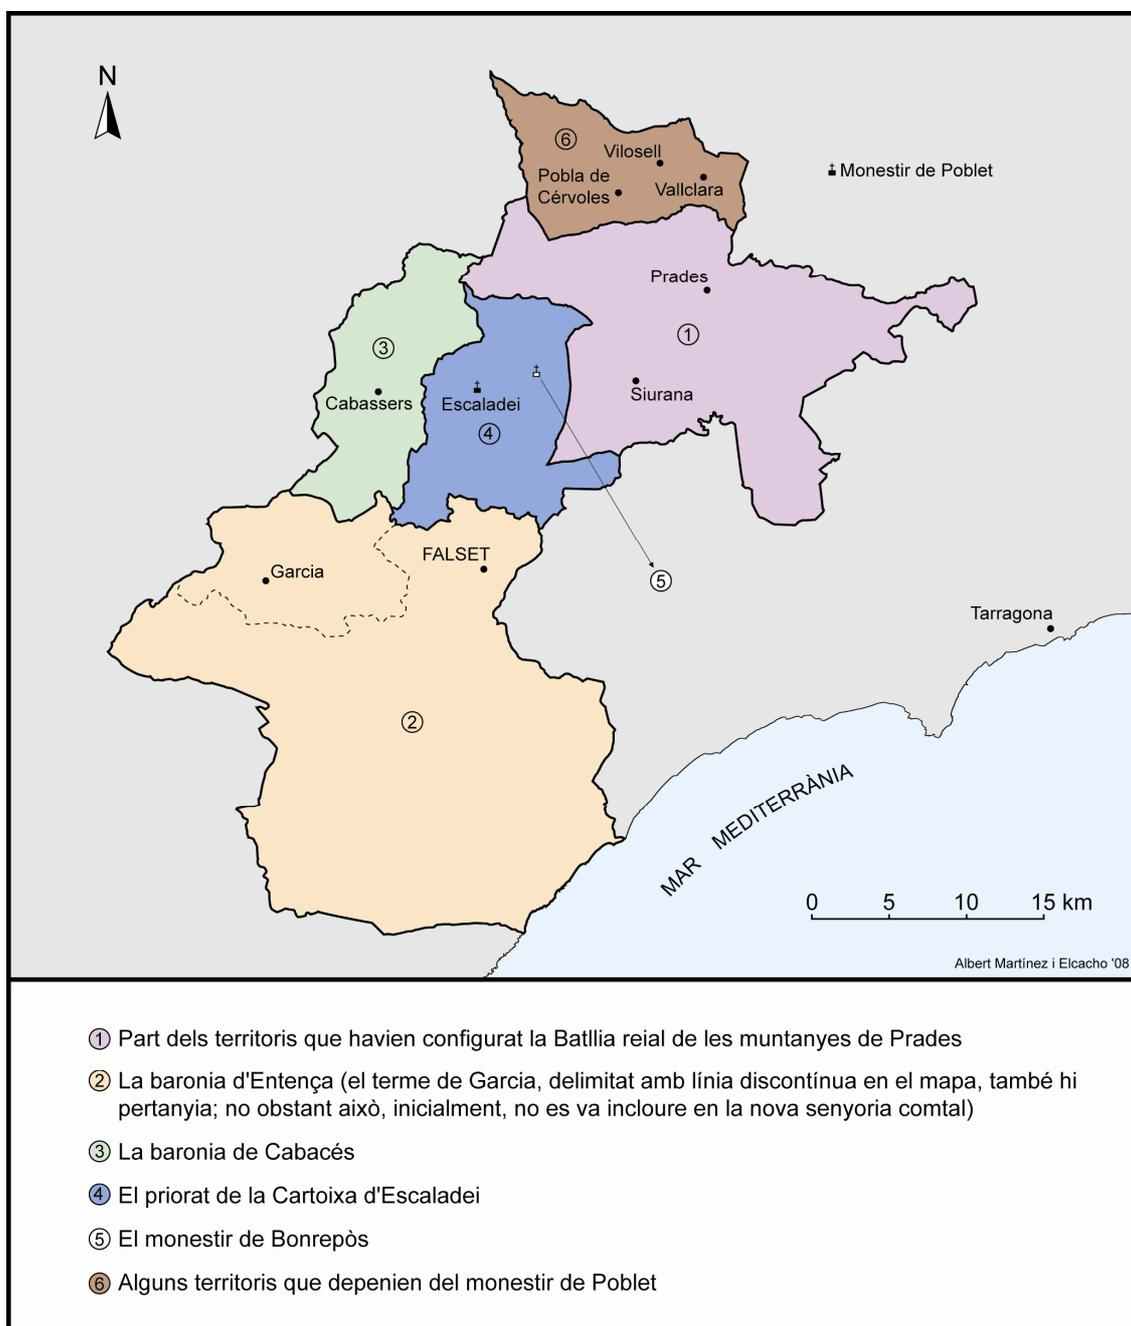 N
⑥
Vilosell
Pobla de
Cérvoles
Vallclara
Monestir de Poblet
Prades
①
③
Cabassers
Escaladei
④
Siurana
Garcia
FALSET
⑤
Tarragona
②
MAR MEDITERRÀNIA
0 5 10 15 km
Albert Martínez i Elcacho '08
① Part dels territoris que havien configurat la Batllia reial de les muntanyes de Prades
② La baronia d'Entença (el terme de Garcia, delimitat amb línia discontínua en el mapa, també hi
pertanyia; no obstant això, inicialment, no es va incloure en la nova senyoria comtal)
③ La baronia de Cabacés
④ El priorat de la Cartoixa d'Escaladei
⑤ El monestir de Bonrepòs
⑥ Alguns territoris que depenien del monestir de Poblet